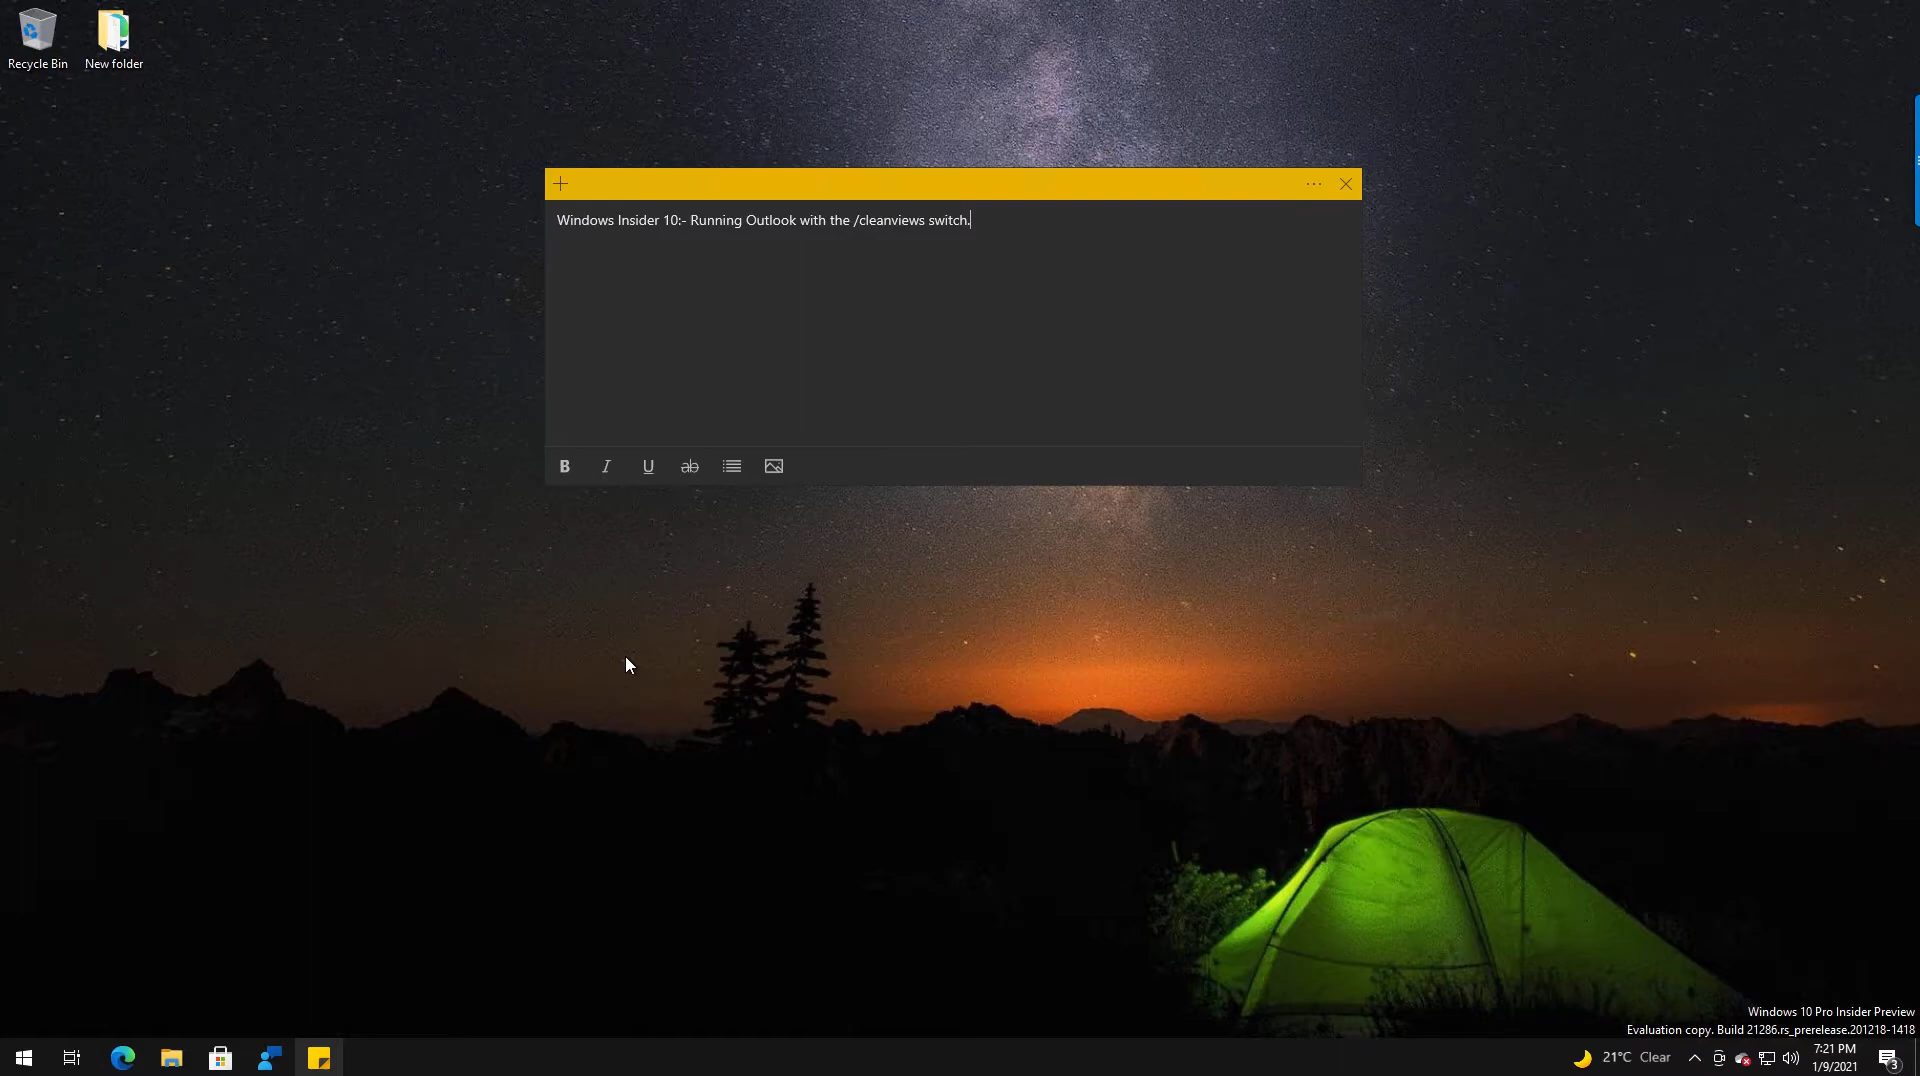 Recycle Bin
New folder
Windows Insider 10:- Running Outlook with the /cleanviews switch.
B I U ab
Windows 10 Pro Insider Preview
Evaluation copy. Build 21286.rs_prerelease.201218-1418
21°C Clear
7:21 PM
1/9/2021
3